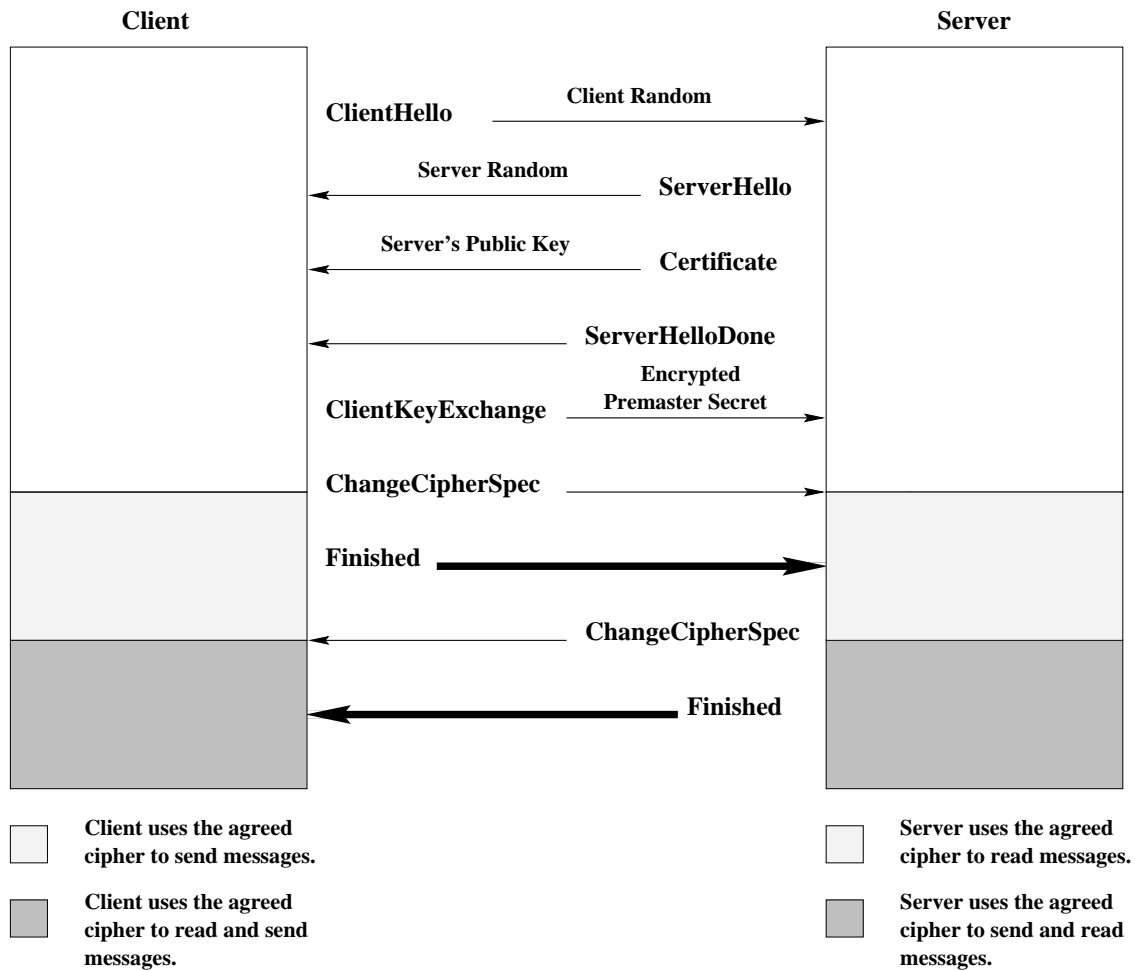 Client
Server
ClientHello
Client Random
Server Random
ServerHello
Server's Public Key
Certificate
ServerHelloDone
Encrypted
Premaster Secret
ClientKeyExchange
ChangeCipherSpec
Finished
ChangeCipherSpec
Finished
Client uses the agreed
cipher to send messages.
Client uses the agreed
cipher to read and send
messages.
Server uses the agreed
cipher to read messages.
Server uses the agreed
cipher to send and read
messages.